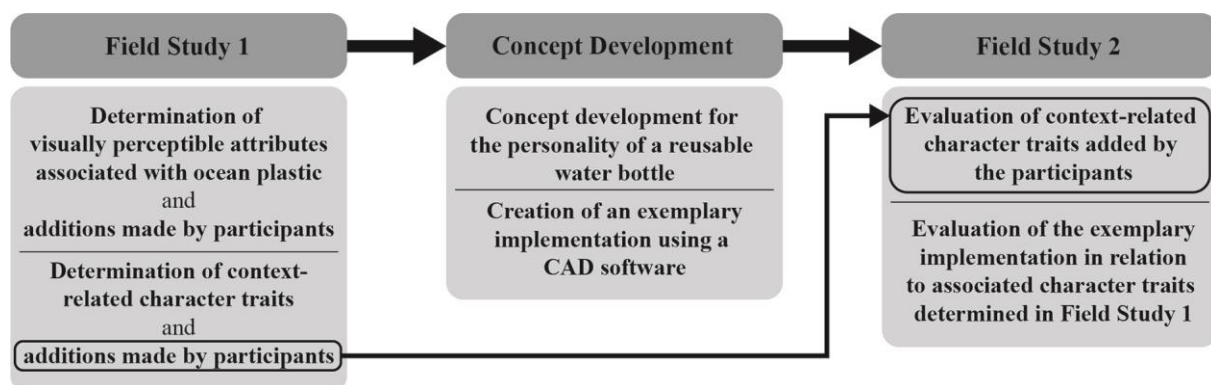 Field Study 1
Determination of
visually perceptible attributes
associated with ocean plastic
and
additions made by participants
Determination of context-
related character traits
and
additions made by participants
Concept Development
Concept development for
the personality of a reusable
water bottle
Creation of an exemplary
implementation using a
CAD software
Field Study 2
Evaluation of context-related
character traits added by
the participants
Evaluation of the exemplary
implementation in relation
to associated character traits
determined in Field Study 1